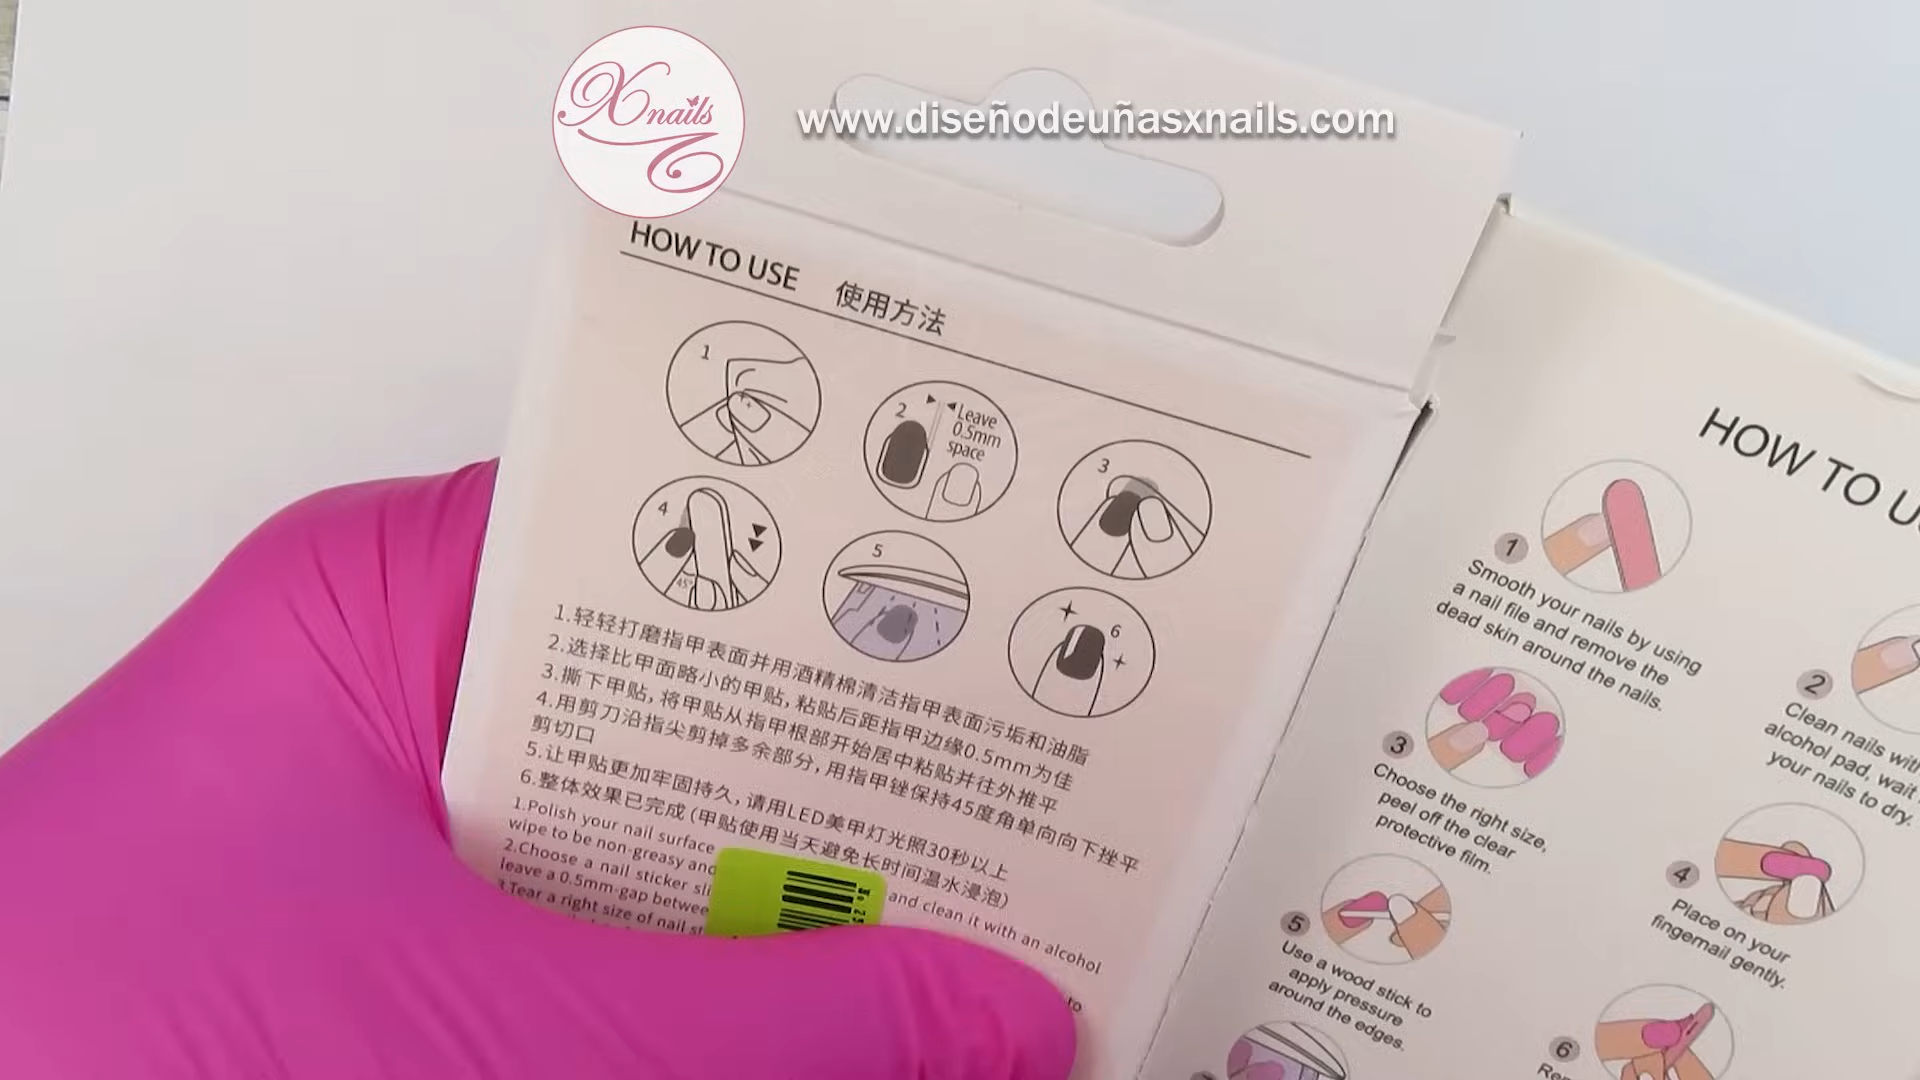 Xnails
www.diseñodeuñasxnails.com
HOW TO USE 使用方法
1
2
Leave
0.5mm
space
3
4
45°
5
6
1.轻轻打磨指甲表面并用酒精棉清洁指甲表面污垢和油脂
2.选择比甲面略小的甲贴,粘贴后距指甲边缘0.5mm为佳
3.撕下甲贴,将甲贴从指甲根部开始居中粘贴并往外推平
4.用剪刀沿指尖剪掉多余部分,用指甲锉保持45度角单向向下挫平
剪切口
5.让甲贴更加牢固持久,请用LED美甲灯光照30秒以上
6.整体效果已完成(甲贴使用当天避免长时间温水浸泡)
1.Polish your nail surface and clean it with an alcohol
wipe to be non-greasy and
2.Choose a nail sticker to
leave a 0.5mm-gap
3.Tear a right size of nail
HOW TO
1
Smooth your nails by using
a nail file and remove the
dead skin around the nails.
2
Clean nails with
alcohol pad, wait
your nails to dry.
3
Choose the right size,
peel off the clear
protective film.
4
Place on your
fingernail gently.
5
Use a wood stick to
apply pressure
around the edges.
6